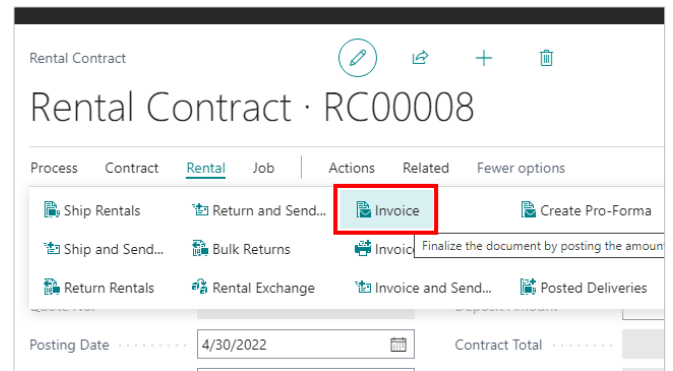 Rental Contract
Rental Contract · RC00008
Process Contract Rental Job Actions Related Fewer options
Ship Rentals Return and Send... Invoice Create Pro-Forma
Ship and Send... Bulk Returns Finalize the document by posting the amoun
Return Rentals Rental Exchange Invoice and Send... Posted Deliveries
Posting Date 4/30/2022 Contract Total